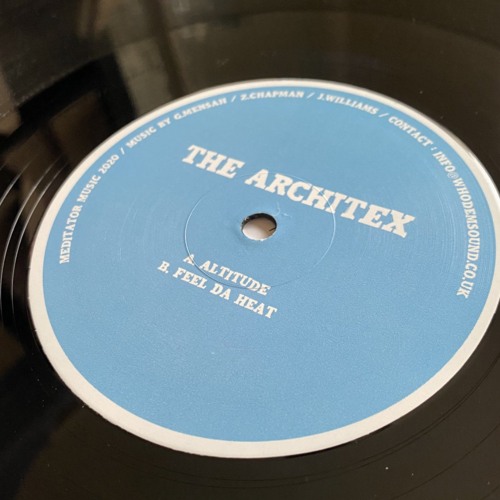 MEDITATOR MUSIC 2020 / MUSIC BY G.MENSAH / Z.CHAPMAN / J.WILLIAMS / CONTACT : INFO@WHODEMSOUND.CO.UK
THE ARCHITEX
A. ALTITUDE
B. FEEL DA HEAT